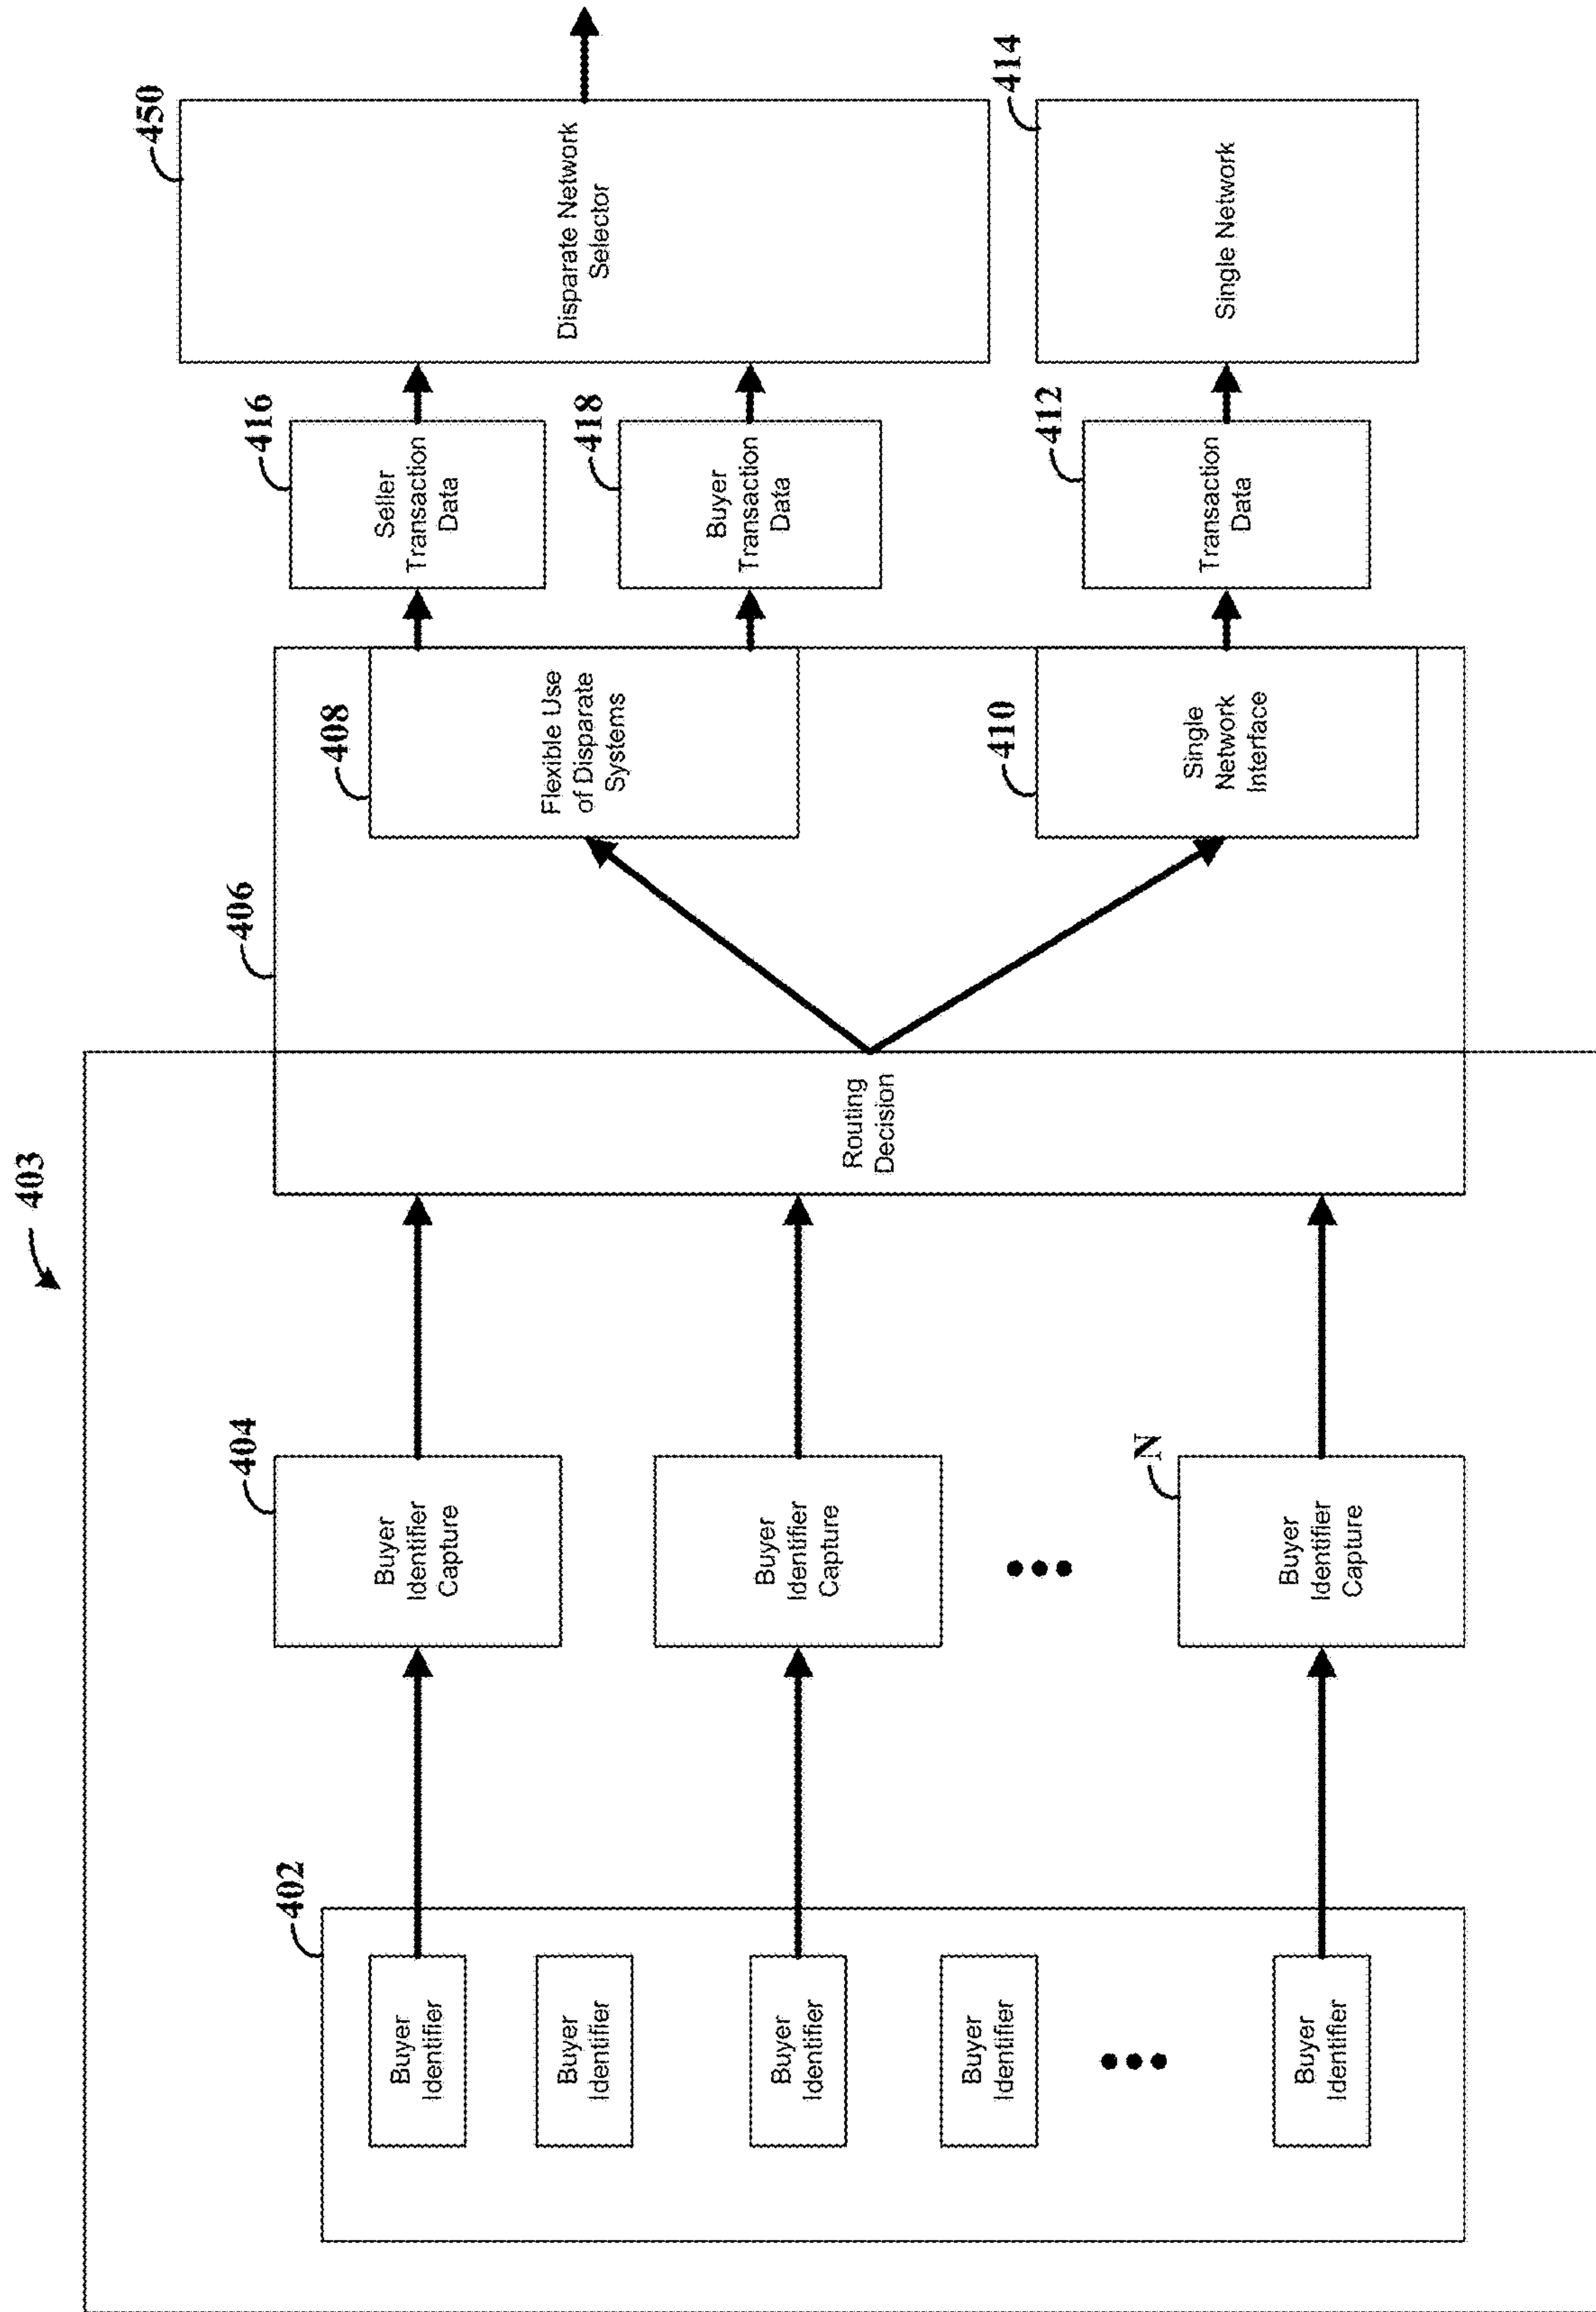 403
402
Buyer
Identifier
Buyer
Identifier
Buyer
Identifier
Buyer
Identifier
Buyer
Identifier
404
Buyer
Identifier
Capture
Buyer
Identifier
Capture
N
Buyer
Identifier
Capture
406
Routing
Decision
408
Flexible Use
of Disparate
Systems
410
Single
Network
Interface
416
Seller
Transaction
Data
418
Buyer
Transaction
Data
412
Transaction
Data
450
Disparate Network
Selector
414
Single Network